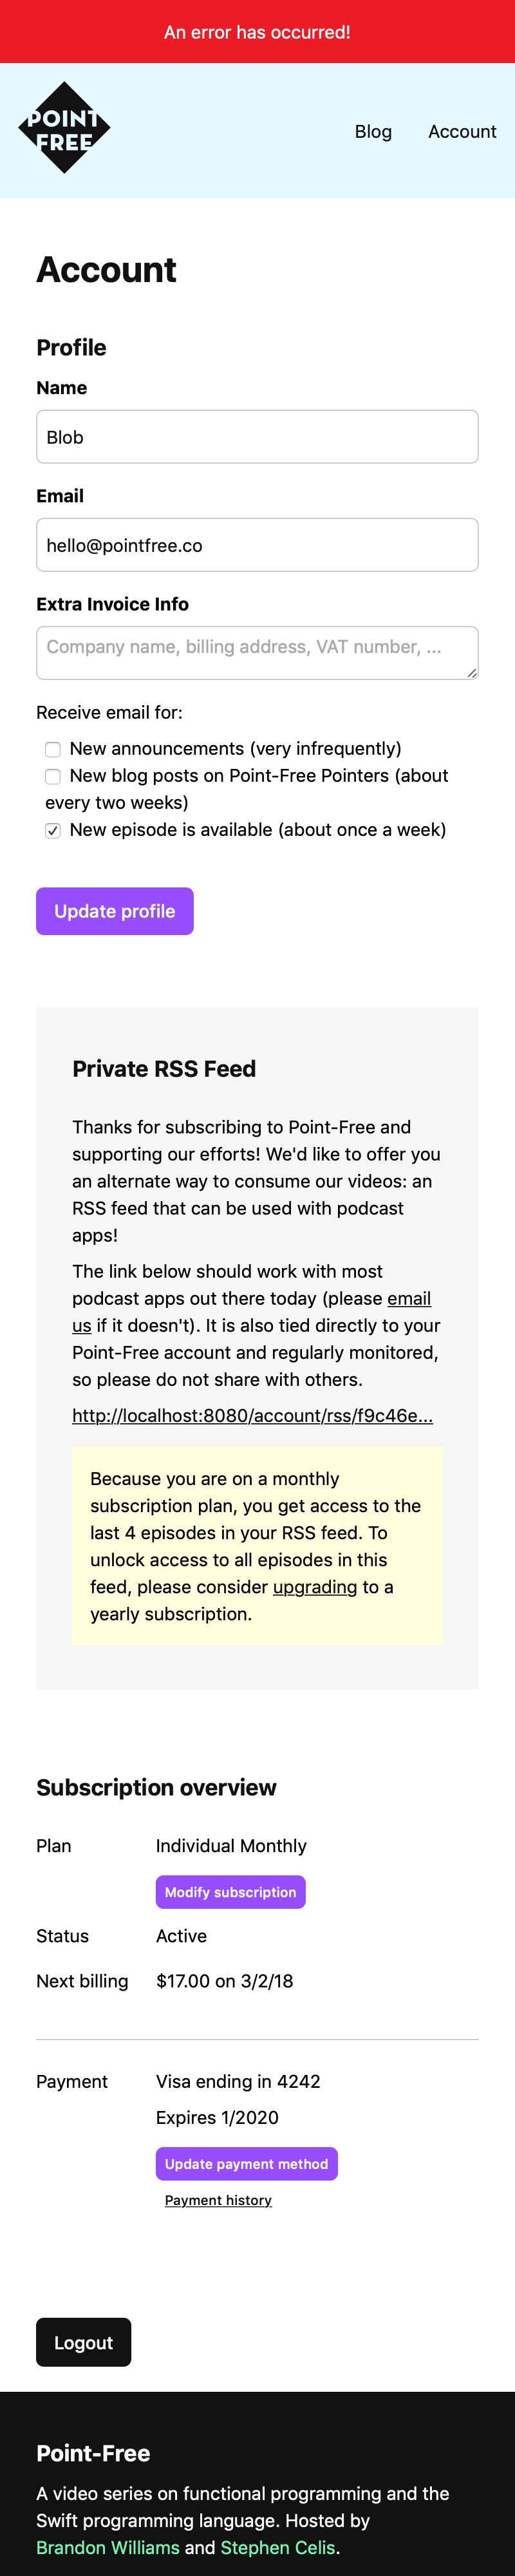 An error has occurred!
POINT
FREE
Blog Account
Account
Profile
Name
Blob
Email
hello@pointfree.co
Extra Invoice Info
Company name, billing address, VAT number, ...
Receive email for:
New announcements (very infrequently)
New blog posts on Point-Free Pointers (about
every two weeks)
New episode is available (about once a week)
Update profile
Private RSS Feed
Thanks for subscribing to Point-Free and
supporting our efforts! We'd like to offer you
an alternate way to consume our videos: an
RSS feed that can be used with podcast
apps!
The link below should work with most
podcast apps out there today (please email
us if it doesn't). It is also tied directly to your
Point-Free account and regularly monitored,
so please do not share with others.
http://localhost:8080/account/rss/f9c46e...
Because you are on a monthly
subscription plan, you get access to the
last 4 episodes in your RSS feed. To
unlock access to all episodes in this
feed, please consider upgrading to a
yearly subscription.
Subscription overview
Plan Individual Monthly
Modify subscription
Status Active
Next billing $17.00 on 3/2/18
Payment Visa ending in 4242
Expires 1/2020
Update payment method
Payment history
Logout
Point-Free
A video series on functional programming and the
Swift programming language. Hosted by
Brandon Williams and Stephen Celis.